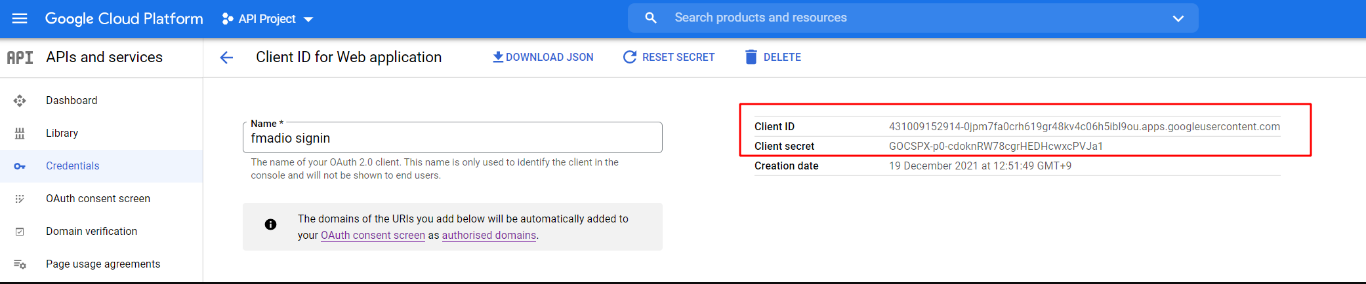 Google Cloud Platform API Project Search products and resources
API APIs and services Client ID for Web application DOWNLOAD JSON RESET SECRET DELETE
Dashboard
Library
Credentials
OAuth consent screen
Domain verification
Page usage agreements
Name *
fmadio signin
The name of your OAuth 2.0 client. This name is only used to identify the client in the
console and will not be shown to end users.
The domains of the URIs you add below will be automatically added to
your OAuth consent screen as authorised domains.
Client ID 431009152914-0jpm7fa0crh619gr48kv4c06h5ibl9ou.apps.googleusercontent.com
Client secret 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
Creation date 19 December 2021 at 12:51:49 GMT+9